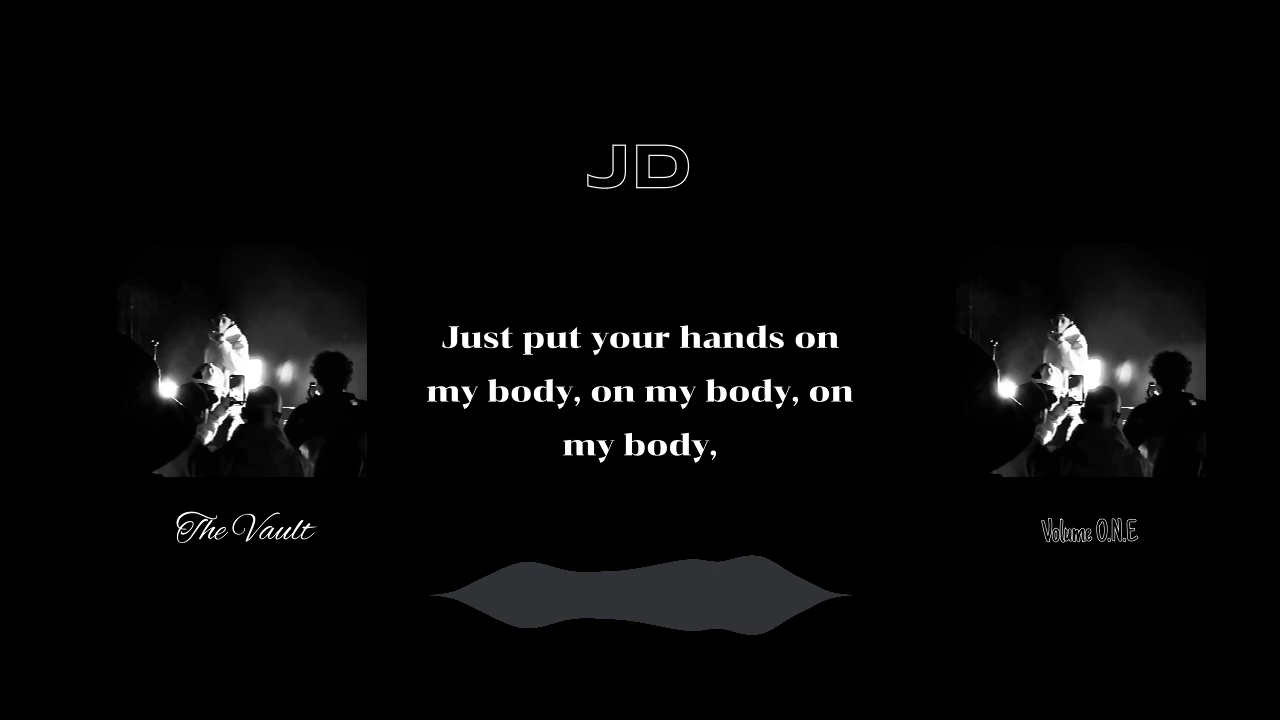 JD
Just put your hands on
my body, on my body, on
my body,
The Vault
Volume O.N.E